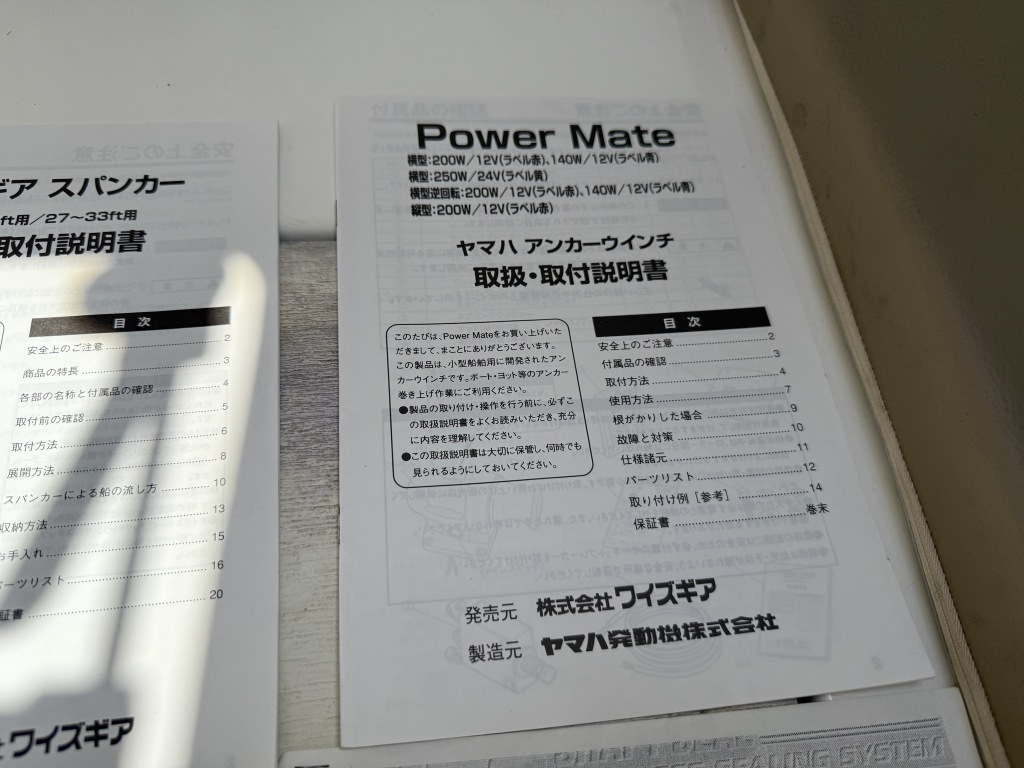 ギア スパンカー
ft用／27〜33ft用
取付説明書
目 次
安全上のご注意 2
商品の特長 3
各部の名称と付属品の確認 4
取付前の確認 5
取付方法 6
展開方法 8
スパンカーによる船の流し方 10
収納方法 13
お手入れ 15
パーツリスト 16
証書 20
ワイズギア
Power Mate
横型：200W／12V(ラベル赤)、140W／12V(ラベル青)
横型：250W／24V(ラベル黄)
横型逆回転：200W／12V(ラベル赤)、140W／12V(ラベル青)
縦型：200W／12V(ラベル赤)
ヤマハ アンカーウインチ
取扱・取付説明書
このたびは、Power Mateをお買い上げいた
だきまして、まことにありがとうございます。
この製品は、小型船舶用に開発されたアン
カーウインチです。ボート・ヨット等のアンカー
巻き上げ作業にご利用ください。
●製品の取り付け・操作を行う前に、必ずこ
の取扱説明書をよくお読みいただき、充分
に内容を理解してください。
●この取扱説明書は大切に保管し、何時でも
見られるようにしておいてください。
目 次
安全上のご注意 2
付属品の確認 3
取付方法 4
使用方法 7
根がかりした場合 9
故障と対策 10
仕様諸元 11
パーツリスト 12
取り付け例［参考］ 14
保証書 巻末
発売元 株式会社ワイズギア
製造元 ヤマハ発動機株式会社
SEALING SYSTEM